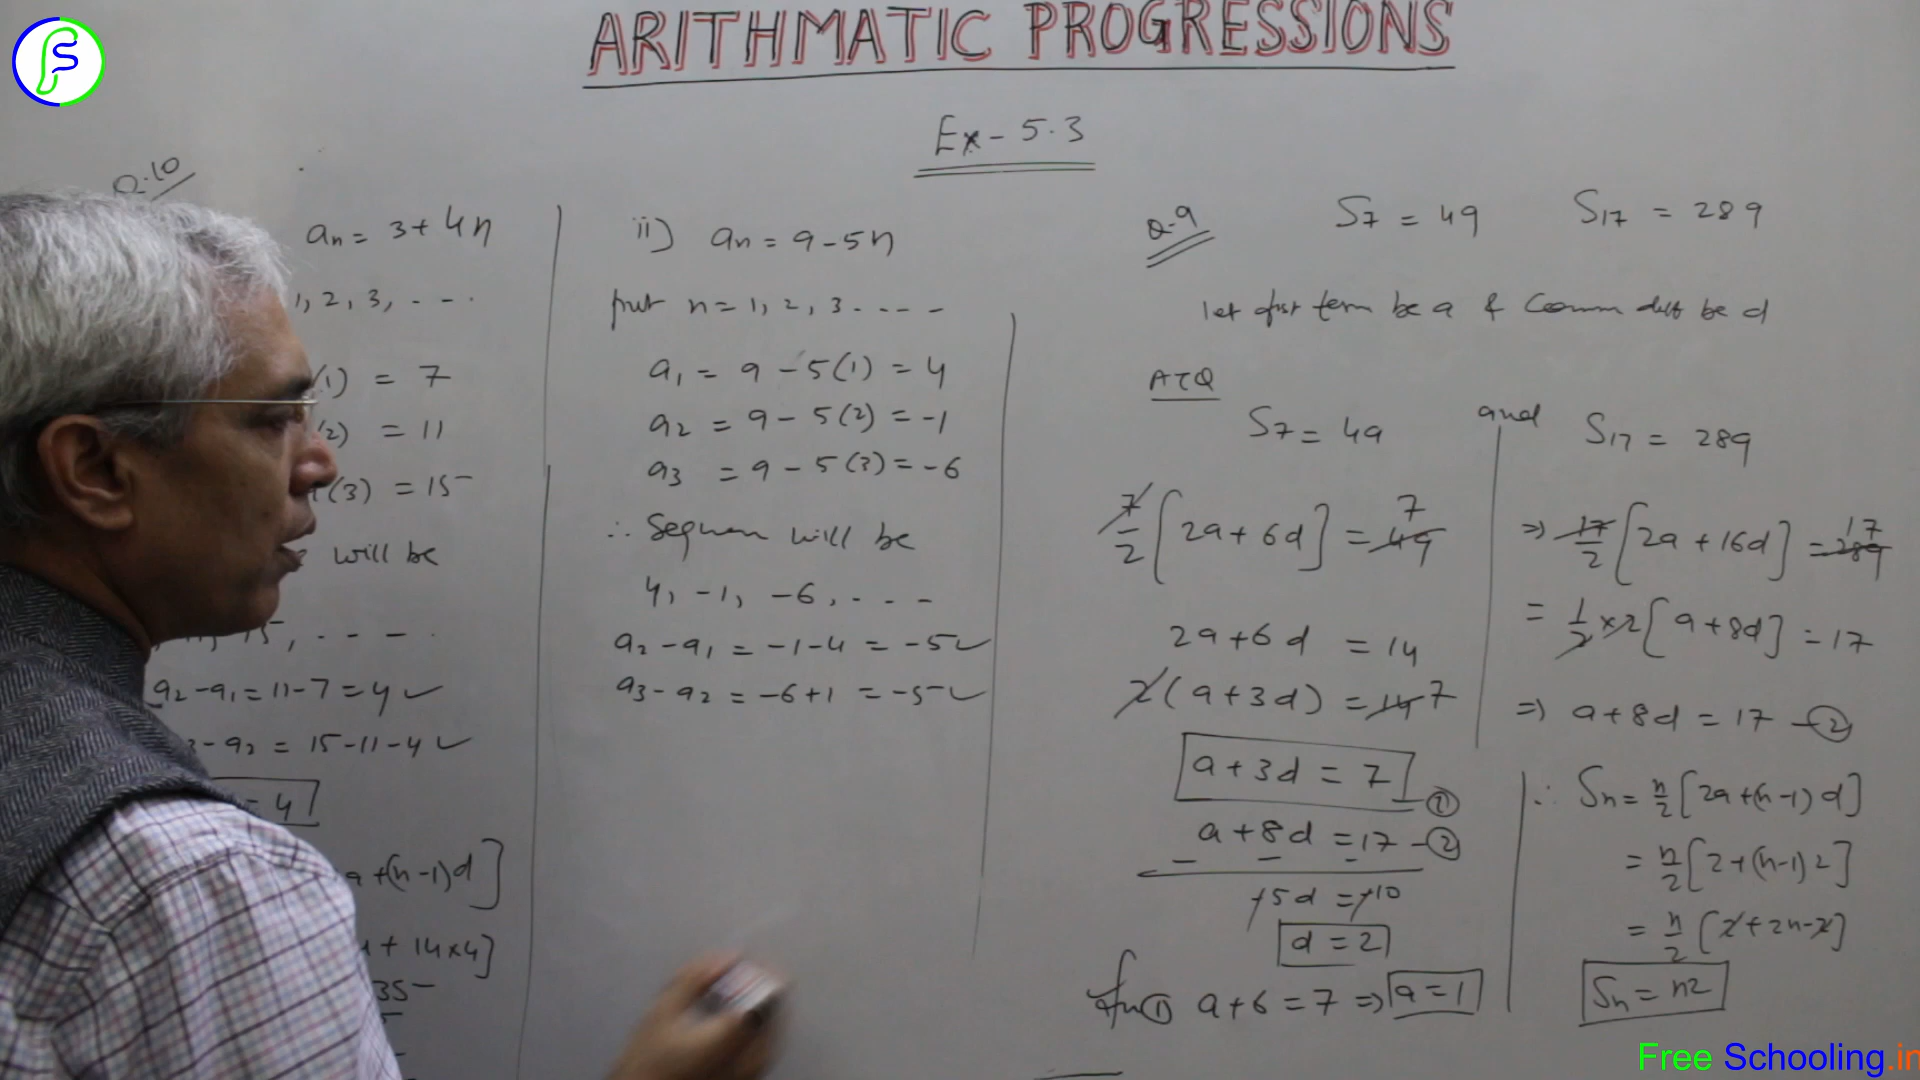 ARITHMATIC PROGRESSIONS
Ex-5.3
Q.10
an = 3+4n
1, 2, 3, - - .
(1) = 7
(2) = 11
(3) = 15
will be
15, - - - .
a2-a1 = 11-7 = 4 ✓
-a2 = 15-11-4 ✓
= 4
a+(n-1)d]
+ 14x4]
35
ii) an = 9-5n
put n=1, 2, 3 - - - -
a1 = 9-5(1) = 4
a2 = 9-5(2) = -1
a3 = 9-5(3) = -6
∴ will be
4, -1, -6, - - -
a2-a1 = -1-4 = -5 ✓
a3-a2 = -6+1 = -5 ✓
Q-9 S7 = 49 S17 = 289
let first term be a & Comm diff be d
ATQ
S7 = 49 and S17 = 289
7/2 [2a+6d] = 49 7
2a+6d = 14
2(a+3d) = 14 7
a+3d = 7 ①
a+8d = 17 -②
- - -
-5d = -10
d = 2
① a+6=7 ⇒ a=1
⇒ 17/2 [2a+16d] = 289 17
= 1/2 x2 [a+8d] = 17
⇒ a+8d = 17 -②
∴ Sn = n/2 [2a+(n-1)d]
= n/2 [2+(n-1)2]
= n/2 [2+2n-2]
Sn = n2
Free Schooling.in